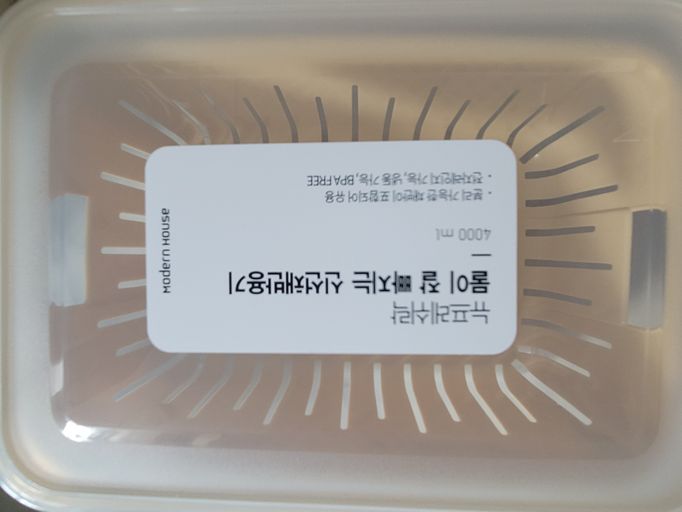 뉴프레쉬락
물이 잘 빠지는 신선채반용기
4000 ml
• 분리 가능한 채반이 포함되어 유용
• 전자레인지 가능, 냉동 가능, BPA FREE
MODERN HOUSE